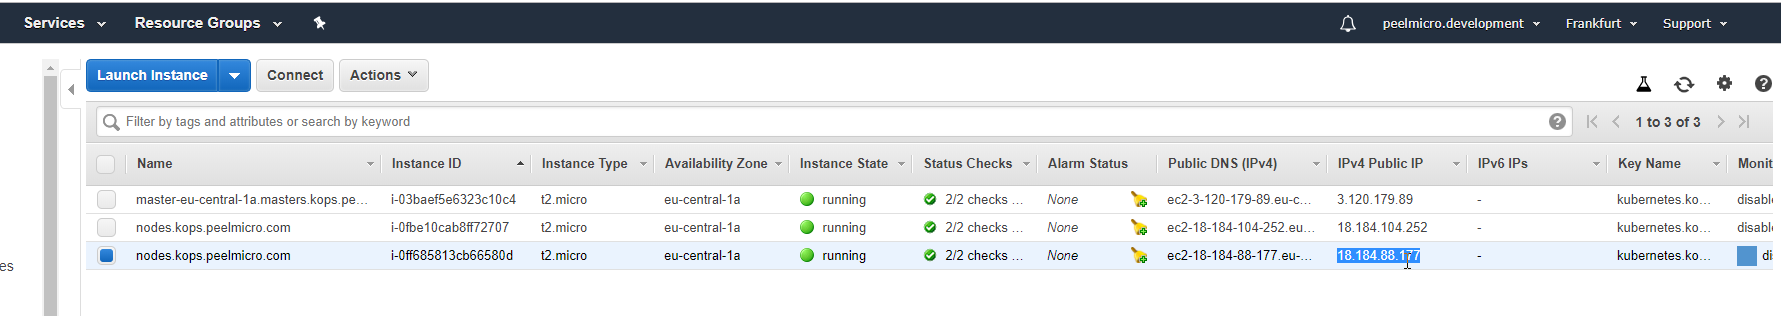 Services Resource Groups peelmicro.development Frankfurt Support
Launch Instance Connect Actions
Filter by tags and attributes or search by keyword 1 to 3 of 3
Name Instance ID Instance Type Availability Zone Instance State Status Checks Alarm Status Public DNS (IPv4) IPv4 Public IP IPv6 IPs Key Name Monit
master-eu-central-1a.masters.kops.pe... i-03baef5e6323c10c4 t2.micro eu-central-1a running 2/2 checks ... None ec2-3-120-179-89.eu-c... 3.120.179.89 - kubernetes.ko... disable
nodes.kops.peelmicro.com i-0fbe10cab8ff72707 t2.micro eu-central-1a running 2/2 checks ... None ec2-18-184-104-252.eu... 18.184.104.252 - kubernetes.ko... disable
nodes.kops.peelmicro.com i-0ff685813cb66580d t2.micro eu-central-1a running 2/2 checks ... None ec2-18-184-88-177.eu-... 18.184.88.177 - kubernetes.ko... di
es